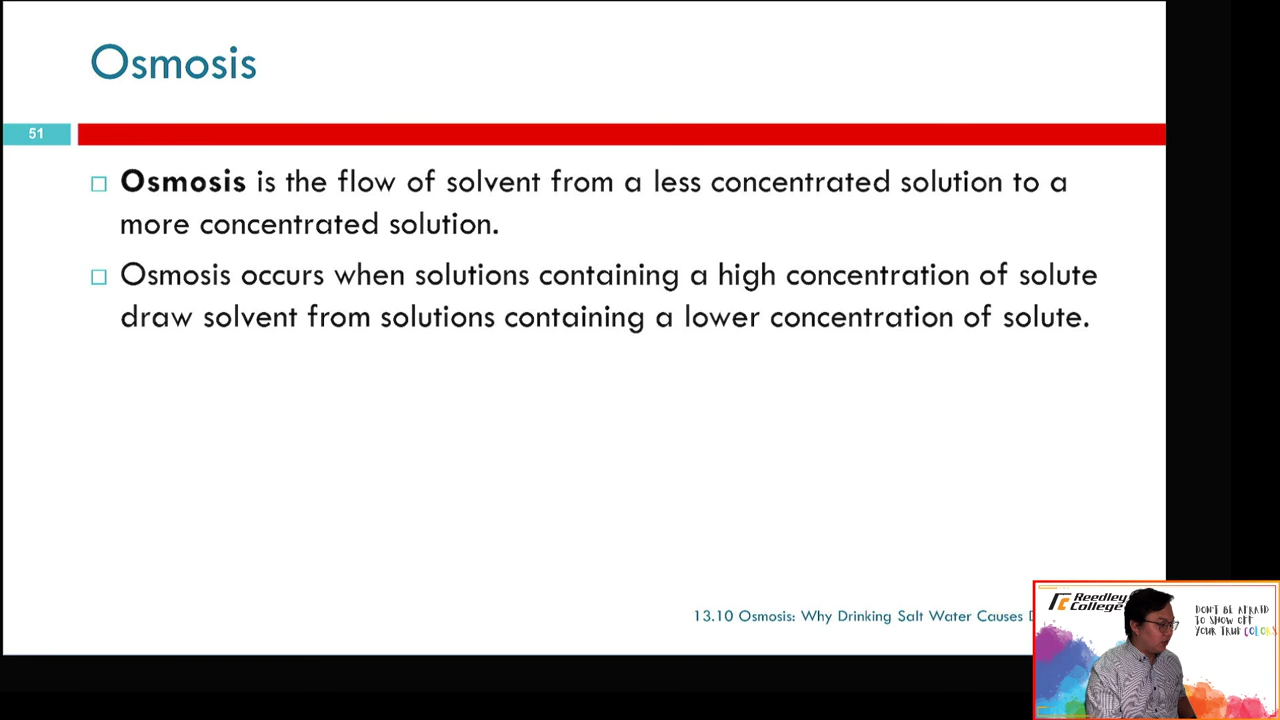 Osmosis
51
Osmosis is the flow of solvent from a less concentrated solution to a
more concentrated solution.
Osmosis occurs when solutions containing a high concentration of solute
draw solvent from solutions containing a lower concentration of solute.
13.10 Osmosis: Why Drinking Salt Water Causes
Reedley
College
DON'T BE AFRAID
TO SHOW OFF
YOUR TRUE COLORS